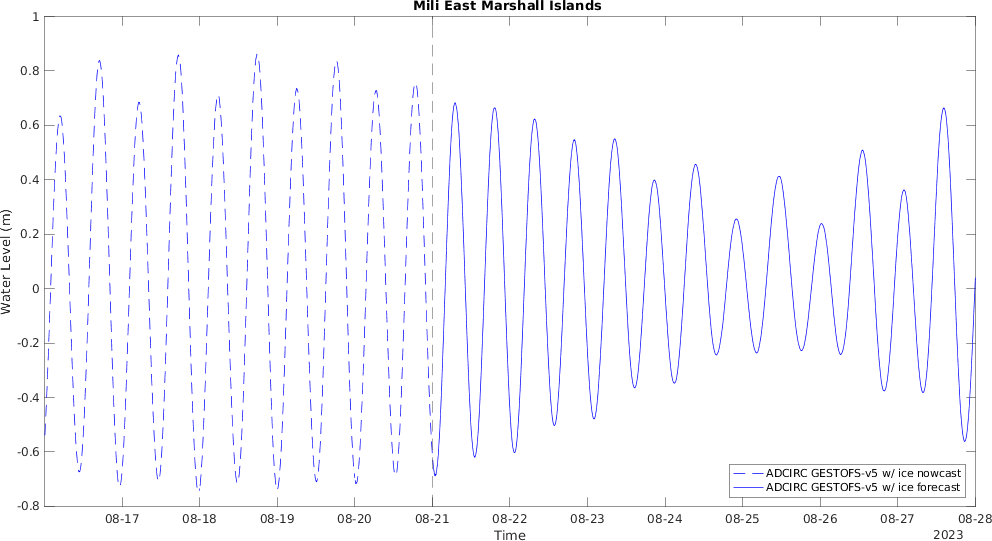 Mili East Marshall Islands
1
0.8
0.6
0.4
0.2
0
-0.2
-0.4
-0.6
-0.8
Water Level (m)
ADCIRC GESTOFS-v5 w/ ice nowcast
ADCIRC GESTOFS-v5 w/ ice forecast
08-17 08-18 08-19 08-20 08-21 08-22 08-23 08-24 08-25 08-26 08-27 08-28
Time
2023